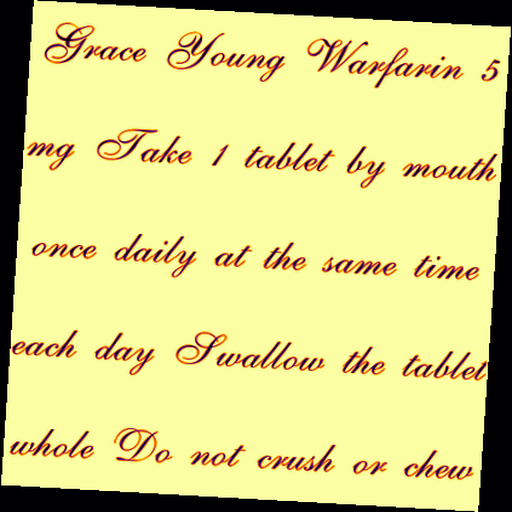 Grace Young Warfarin 5
mg Take 1 tablet by mouth
once daily at the same time
each day Swallow the tablet
whole Do not crush or chew